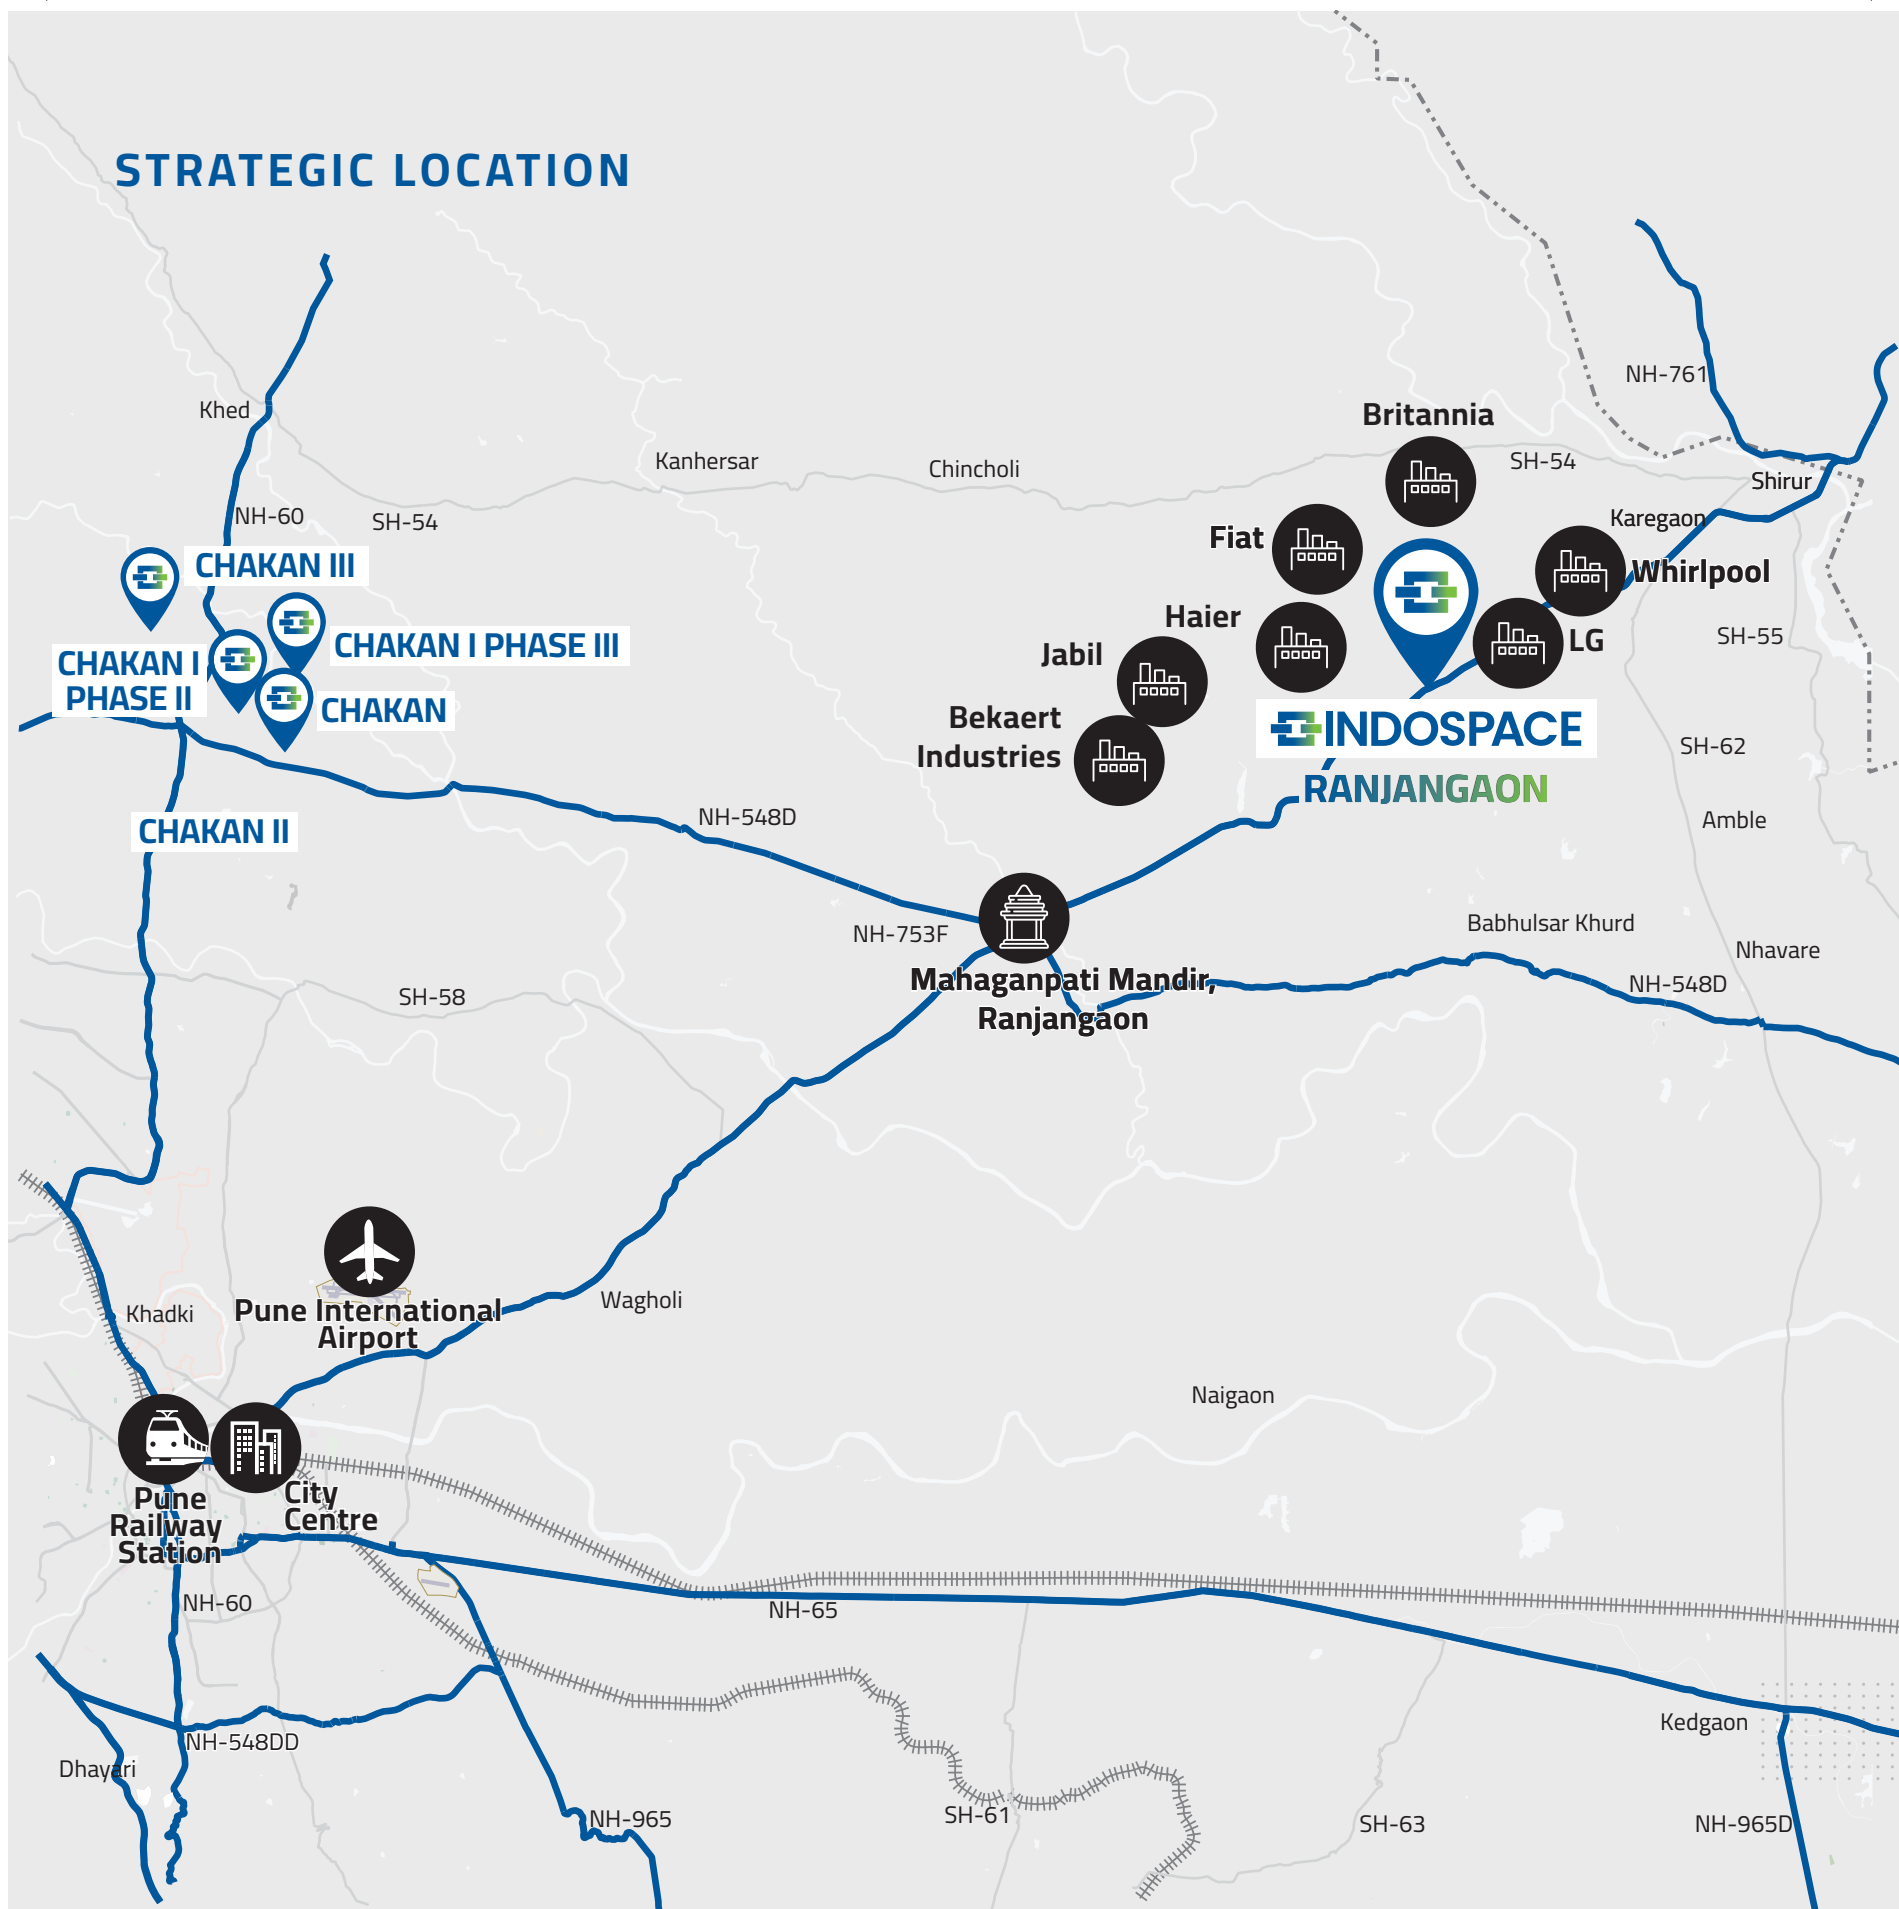 STRATEGIC LOCATION
NH-761
Khed
Britannia
Kanhersar
Chincholi
SH-54
Shirur
NH-60
SH-54
Karegaon
Fiat
CHAKAN III
Whirlpool
Haier
CHAKAN I PHASE III
Jabil
LG
SH-55
CHAKAN I
PHASE II
CHAKAN
Bekaert
Industries
INDOSPACE
RANJANGAON
SH-62
NH-548D
Amble
CHAKAN II
NH-753F
Babhulsar Khurd
Nhavare
Mahaganpati Mandir,
Ranjangaon
NH-548D
SH-58
Khadki
Pune International
Airport
Wagholi
Naigaon
Pune
Railway
Station
City
Centre
NH-60
NH-65
NH-548DD
Kedgaon
Dhayari
NH-965
SH-61
SH-63
NH-965D